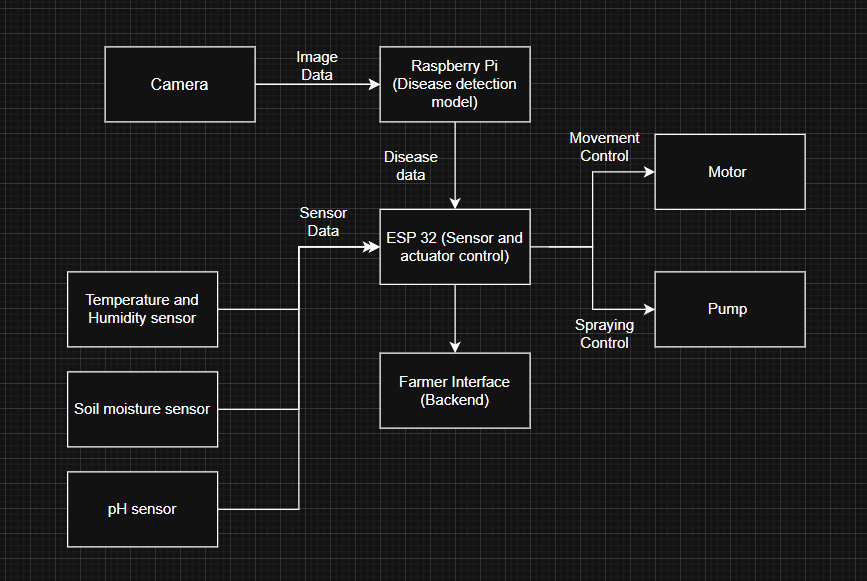 Image
Data
Camera
Raspberry Pi
(Disease detection
model)
Disease
data
Movement
Control
Motor
Sensor
Data
ESP 32 (Sensor and
actuator control)
Temperature and
Humidity sensor
Pump
Spraying
Control
Soil moisture sensor
Farmer Interface
(Backend)
pH sensor